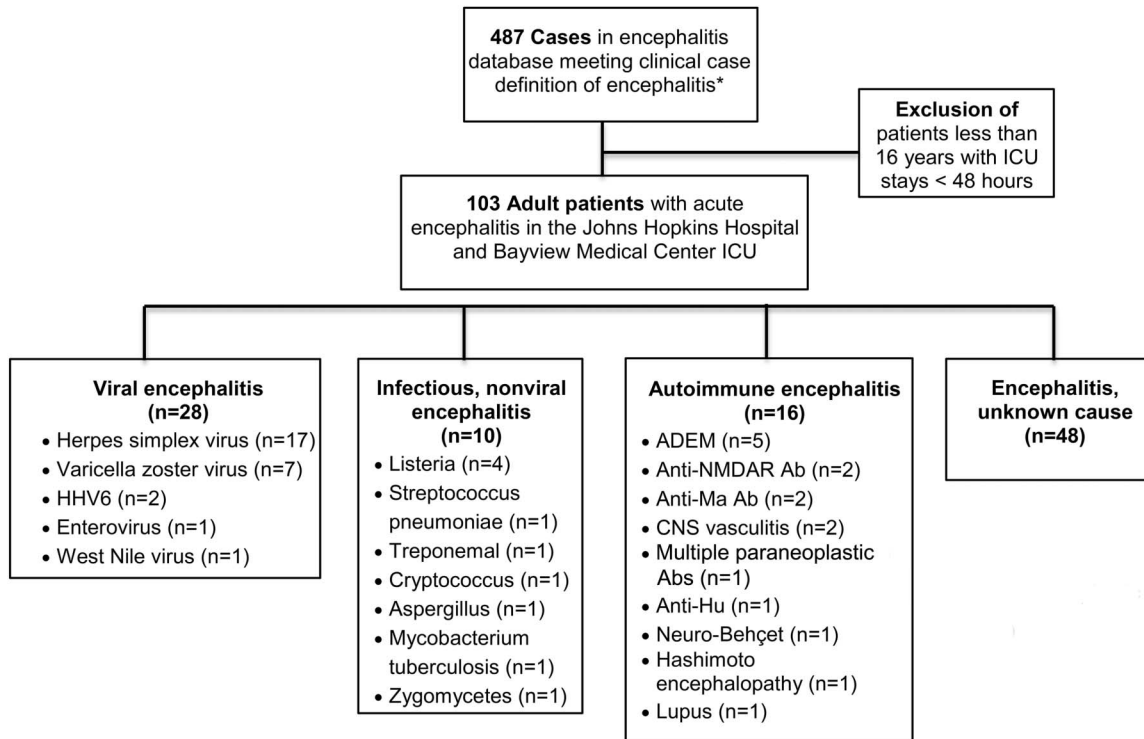 487 Cases in encephalitis
database meeting clinical case
definition of encephalitis*
Exclusion of
patients less than
16 years with ICU
stays < 48 hours
103 Adult patients with acute
encephalitis in the Johns Hopkins Hospital
and Bayview Medical Center ICU
Viral encephalitis
(n=28)
• Herpes simplex virus (n=17)
• Varicella zoster virus (n=7)
• HHV6 (n=2)
• Enterovirus (n=1)
• West Nile virus (n=1)
Infectious, nonviral
encephalitis
(n=10)
• Listeria (n=4)
• Streptococcus
pneumoniae (n=1)
• Treponemal (n=1)
• Cryptococcus (n=1)
• Aspergillus (n=1)
• Mycobacterium
tuberculosis (n=1)
• Zygomycetes (n=1)
Autoimmune encephalitis
(n=16)
• ADEM (n=5)
• Anti-NMDAR Ab (n=2)
• Anti-Ma Ab (n=2)
• CNS vasculitis (n=2)
• Multiple paraneoplastic
Abs (n=1)
• Anti-Hu (n=1)
• Neuro-Behçet (n=1)
• Hashimoto
encephalopathy (n=1)
• Lupus (n=1)
Encephalitis,
unknown cause
(n=48)